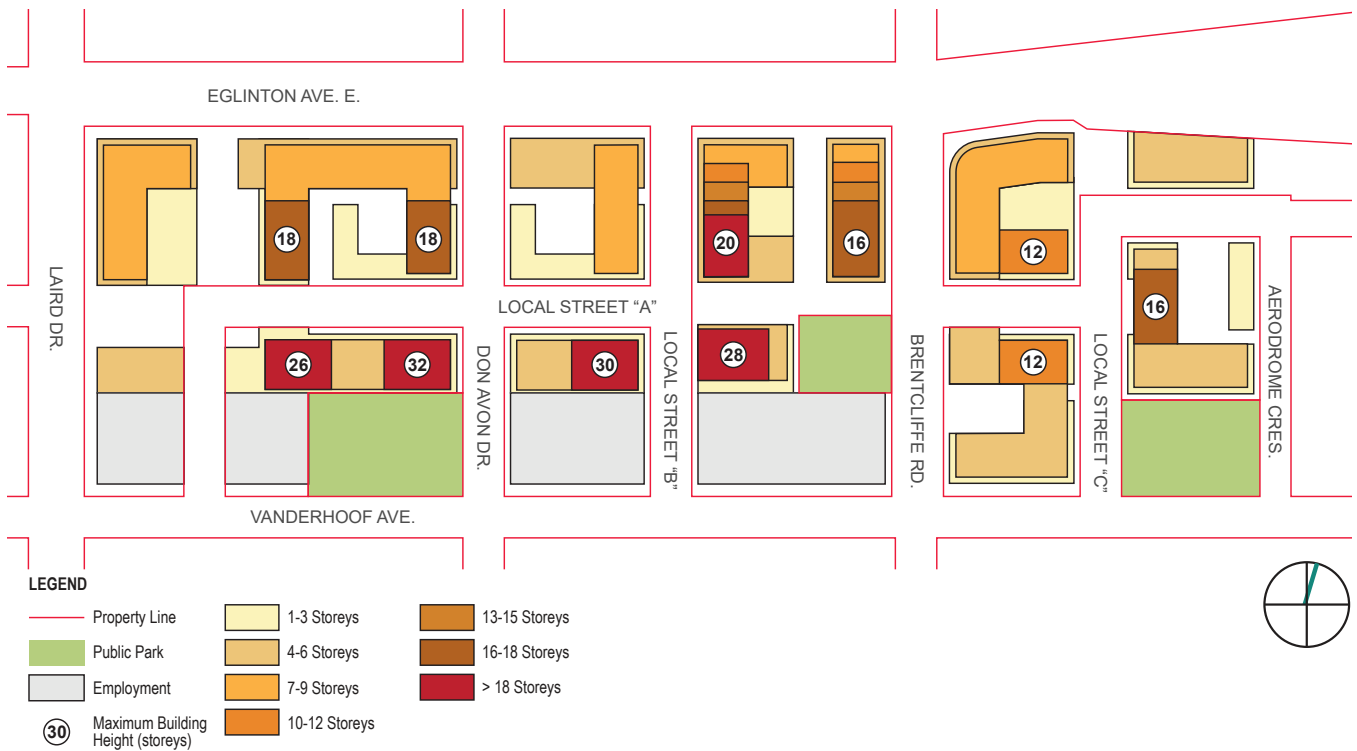 EGLINTON AVE. E.
18
18
20
16
12
LAIRD DR.
LOCAL STREET “A”
16
AERODROME CRES.
26
32
DON AVON DR.
30
LOCAL STREET “B”
28
BRENTCLIFFE RD.
12
LOCAL STREET “C”
VANDERHOOF AVE.
LEGEND
Property Line
Public Park
Employment
30
Maximum Building
Height (storeys)
1-3 Storeys
4-6 Storeys
7-9 Storeys
10-12 Storeys
13-15 Storeys
16-18 Storeys
> 18 Storeys